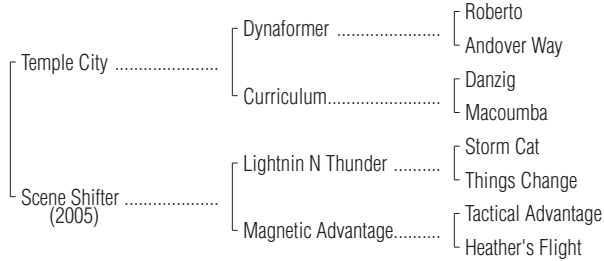 Roberto
Dynaformer ..................
Andover Way
Temple City ..................
Danzig
Curriculum....................
Macoumba
Storm Cat
Lightnin N Thunder ........
Things Change
Scene Shifter ................
(2005)
Tactical Advantage
Magnetic Advantage........
Heather's Flight